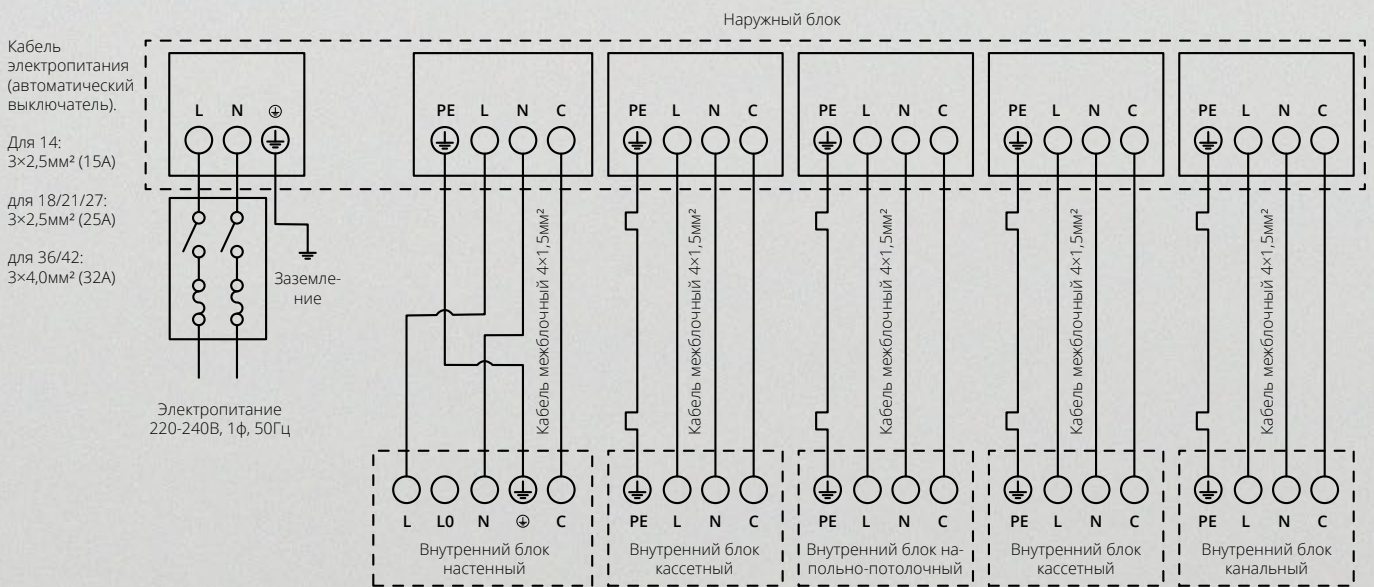 Наружный блок
Кабель
электропитания
(автоматический
выключатель).
Для 14:
3×2,5мм² (15А)
для 18/21/27:
3×2,5мм² (25А)
для 36/42:
3×4,0мм² (32А)
L N
PE L N C
PE L N C
PE L N C
PE L N C
PE L N C
Заземле-
ние
Электропитание
220-240В, 1ф, 50Гц
Кабель межблочный 4×1,5мм²
Кабель межблочный 4×1,5мм²
Кабель межблочный 4×1,5мм²
Кабель межблочный 4×1,5мм²
Кабель межблочный 4×1,5мм²
L L0 N C
Внутренний блок
настенный
PE L N C
Внутренний блок
кассетный
PE L N C
Внутренний блок на-
польно-потолочный
PE L N C
Внутренний блок
кассетный
PE L N C
Внутренний блок
канальный